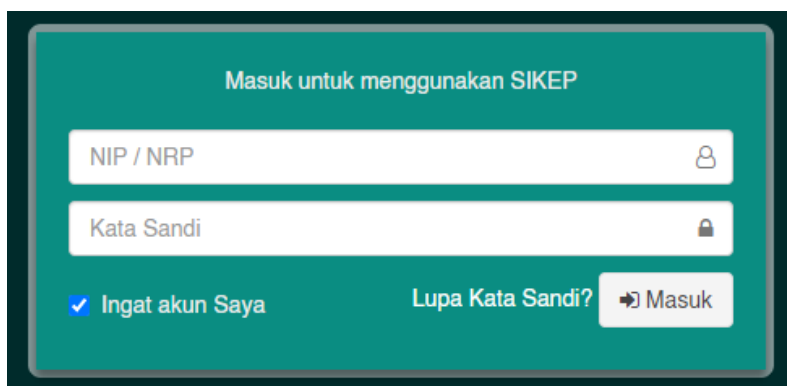 Masuk untuk menggunakan SIKEP
NIP / NRP
Kata Sandi
Ingat akun Saya Lupa Kata Sandi? Masuk